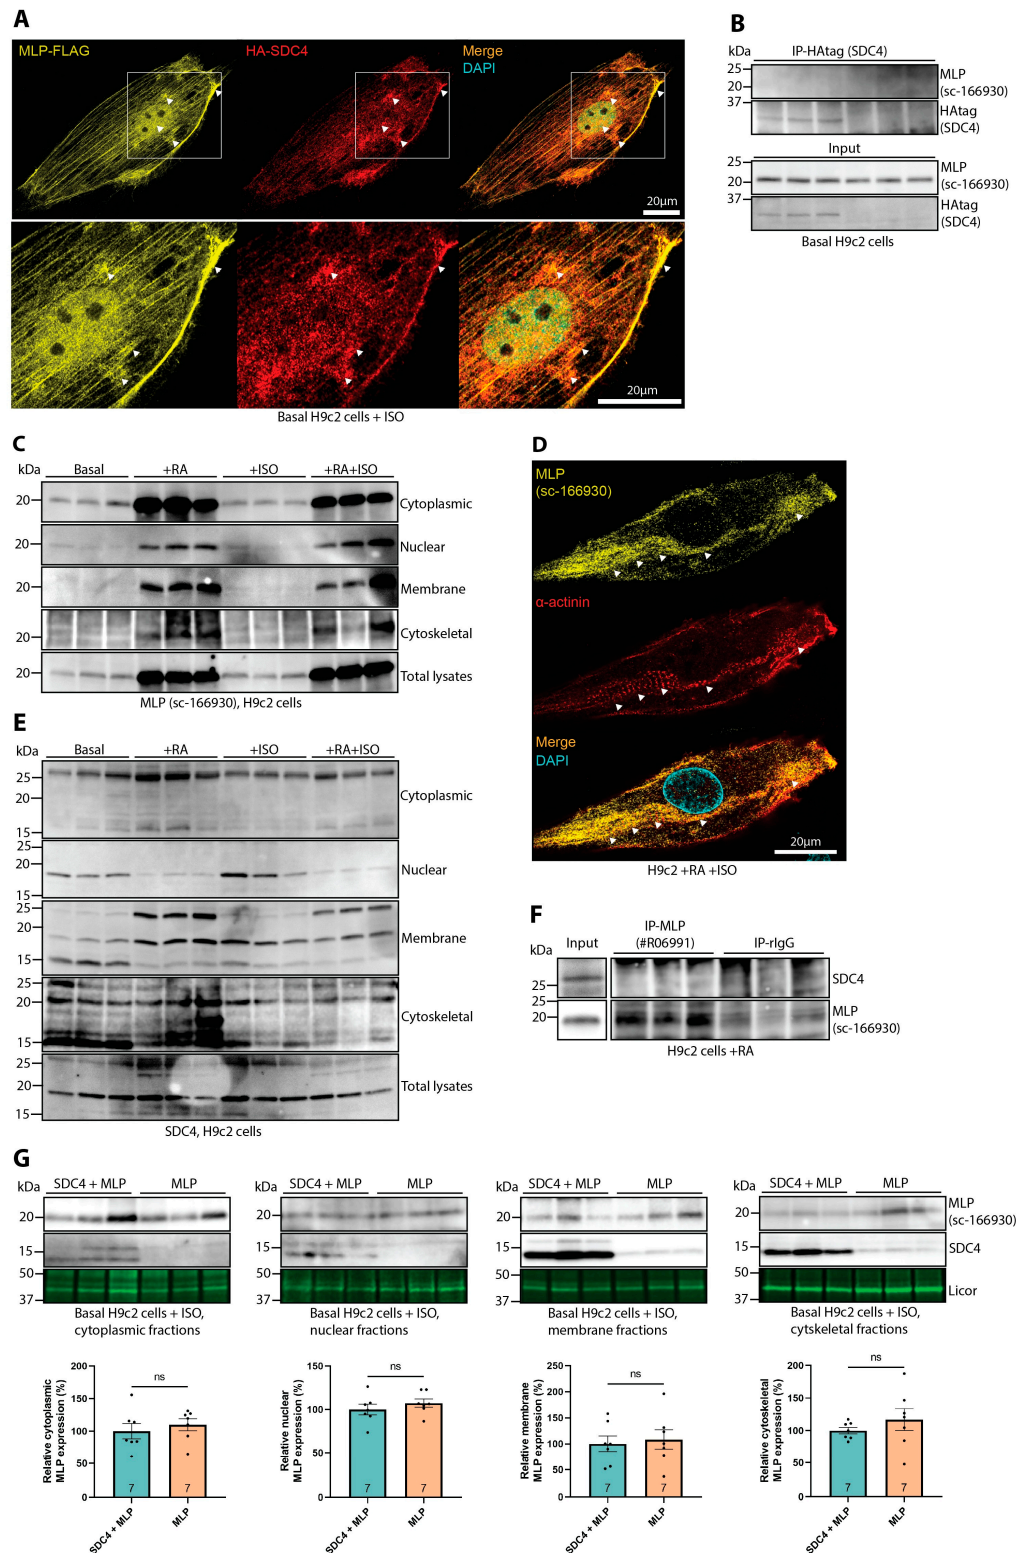 A
MLP-FLAG
HA-SDC4
Merge
DAPI
20µm
20µm
Basal H9c2 cells + ISO
B
kDa
IP-HAtag (SDC4)
25
20
37
MLP
(sc-166930)
HAtag
(SDC4)
Input
25
20
37
MLP
(sc-166930)
HAtag
(SDC4)
Basal H9c2 cells
C
kDa
Basal
+RA
+ISO
+RA+ISO
20
Cytoplasmic
20
Nuclear
20
Membrane
20
Cytoskeletal
20
Total lysates
MLP (sc-166930), H9c2 cells
D
MLP
(sc-166930)
α-actinin
Merge
DAPI
20µm
H9c2 +RA +ISO
E
kDa
Basal
+RA
+ISO
+RA+ISO
25
20
15
Cytoplasmic
25
20
15
Nuclear
25
20
15
Membrane
25
20
15
Cytoskeletal
25
20
15
Total lysates
SDC4, H9c2 cells
F
kDa
Input
IP-MLP
(#R06991)
IP-rIgG
25
SDC4
25
20
MLP
(sc-166930)
H9c2 cells +RA
G
kDa
SDC4 + MLP
MLP
20
15
50
37
Basal H9c2 cells + ISO,
cytoplasmic fractions
kDa
SDC4 + MLP
MLP
20
15
10
50
37
Basal H9c2 cells + ISO,
nuclear fractions
kDa
SDC4 + MLP
MLP
20
15
10
50
37
Basal H9c2 cells + ISO,
membrane fractions
kDa
SDC4 + MLP
MLP
20
15
50
37
MLP
(sc-166930)
SDC4
Licor
Basal H9c2 cells + ISO,
cytskeletal fractions
Relative cytoplasmic
MLP expression (%)
200
150
100
50
0
ns
7
7
SDC4 + MLP
MLP
Relative nuclear
MLP expression (%)
150
100
50
0
ns
7
7
SDC4 + MLP
MLP
Relative membrane
MLP expression %)
250
200
150
100
50
0
ns
7
7
SDC4 + MLP
MLP
Relative cytoskeletal
MLP expression (%)
200
150
100
50
0
ns
7
7
SDC4 + MLP
MLP